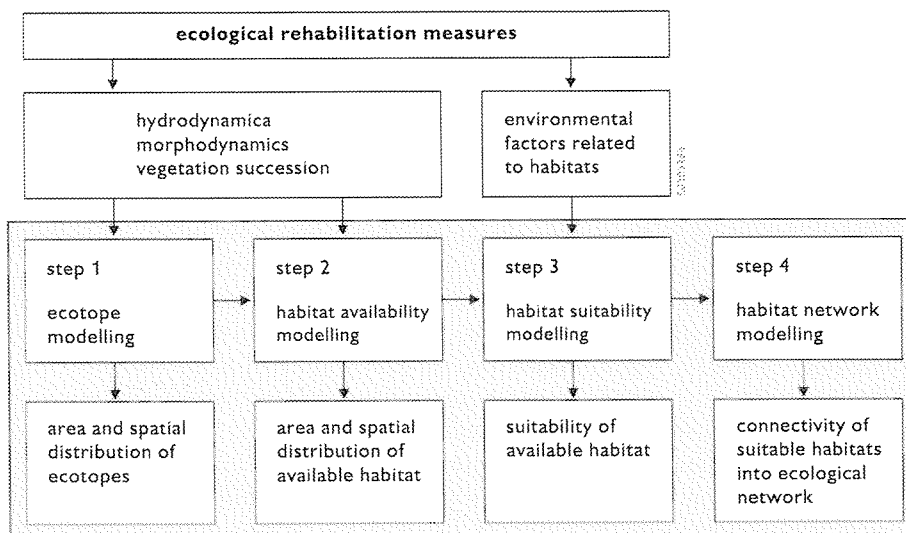 ecological rehabilitation measures
hydrodynamica
morphodynamics
vegetation succession
environmental
factors related
to habitats
step 1
ecotope
modelling
step 2
habitat availability
modelling
step 3
habitat suitability
modelling
step 4
habitat network
modelling
area and spatial
distribution of
ecotopes
area and spatial
distribution of
available habitat
suitability of
available habitat
connectivity of
suitable habitats
into ecological
network